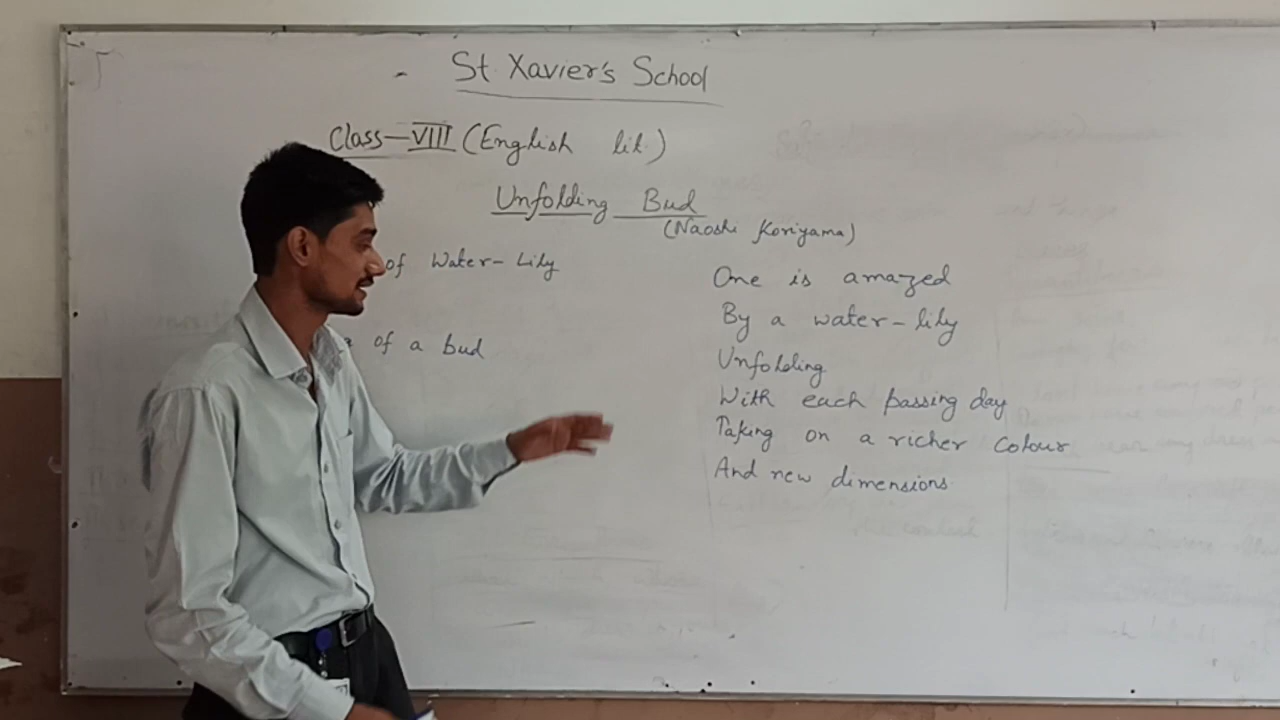 St. Xavier's School
Class-VIII (English lit.)
Unfolding Bud
(Naoshi Koriyama)
of Water-Lily
of a bud
One is amazed
By a water-lily
Unfolding
With each passing day
Taking on a richer colour
And new dimensions.